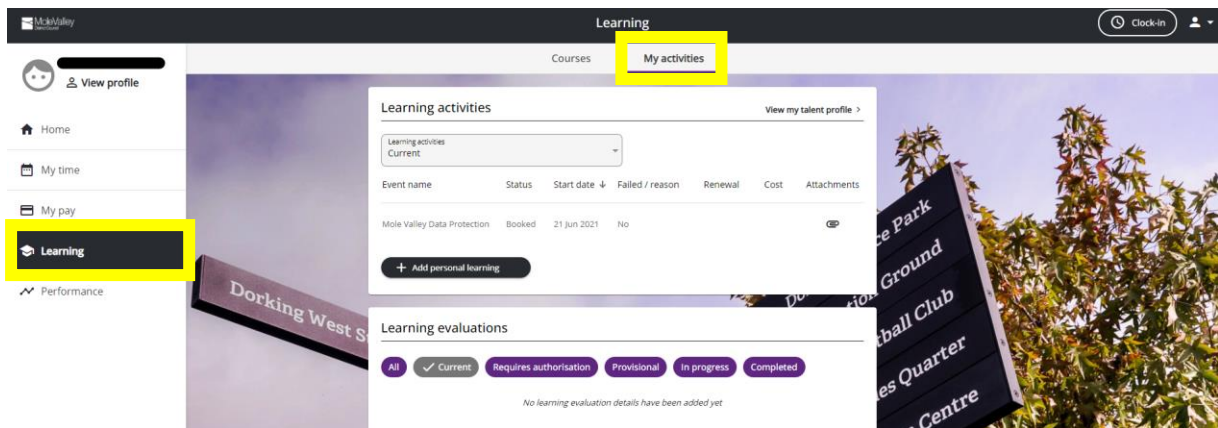 MoleValley
Learning
Clock-in
View profile
Courses
My activities
Home
My time
My pay
Learning
Performance
Learning activities
View my talent profile >
Learning activities
Current
Event name Status Start date ↓ Failed / reason Renewal Cost Attachments
Mole Valley Data Protection Booked 21 Jun 2021 No
+ Add personal learning
Learning evaluations
All ✓ Current Requires authorisation Provisional In progress Completed
No learning evaluation details have been added yet
Dorking West
Park
Ground
Club
Quarter
Centre